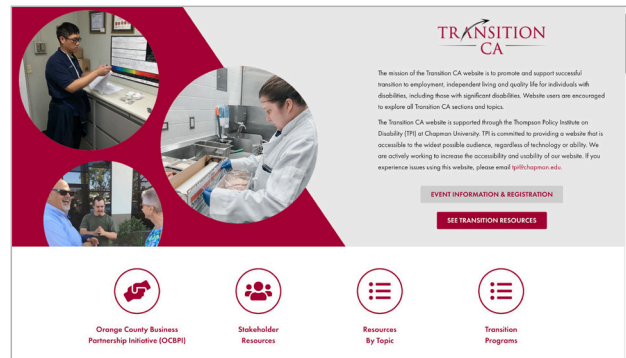 TRANSITION
CA
The mission of the Transition CA website is to promote and support successful
transition to employment, independent living and quality life for individuals with
disabilities, including those with significant disabilities. Website users are encouraged
to explore all Transition CA sections and topics.
The Transition CA website is supported through the Thompson Policy Institute on
Disability (TPI) at Chapman University. TPI is committed to providing a website that is
accessible to the widest possible audience, regardless of technology or ability. We
are actively working to increase the accessibility and usability of our website. If you
experience issues using this website, please email tpi@chapman.edu.
EVENT INFORMATION & REGISTRATION
SEE TRANSITION RESOURCES
Orange County Business
Partnership Initiative (OCBPI)
Stakeholder
Resources
Resources
By Topic
Transition
Programs